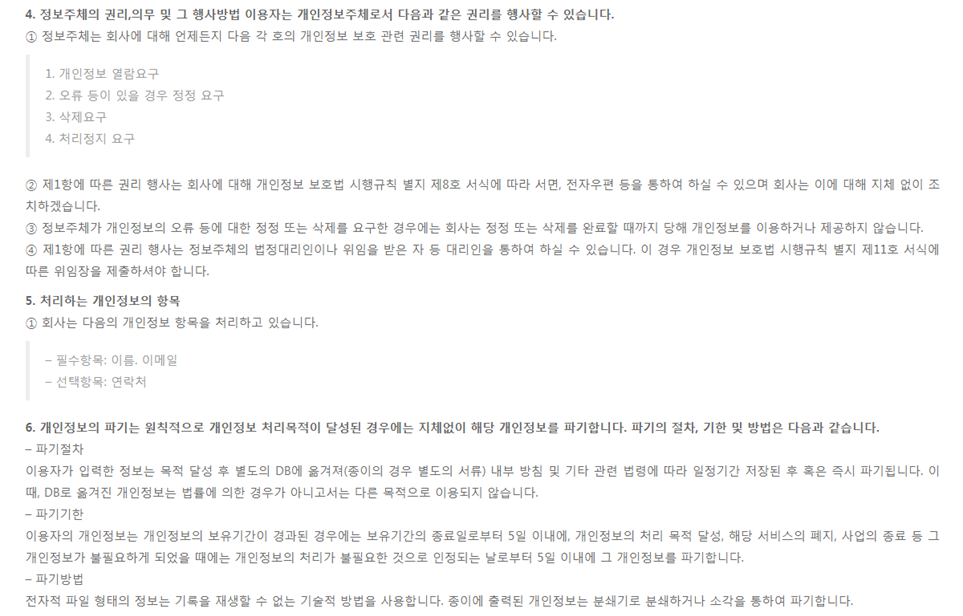 4. 정보주체의 권리,의무 및 그 행사방법 이용자는 개인정보주체로서 다음과 같은 권리를 행사할 수 있습니다.
① 정보주체는 회사에 대해 언제든지 다음 각 호의 개인정보 보호 관련 권리를 행사할 수 있습니다.
1. 개인정보 열람요구
2. 오류 등이 있을 경우 정정 요구
3. 삭제요구
4. 처리정지 요구
② 제1항에 따른 권리 행사는 회사에 대해 개인정보 보호법 시행규칙 별지 제8호 서식에 따라 서면, 전자우편 등을 통하여 하실 수 있으며 회사는 이에 대해 지체 없이 조
치하겠습니다.
③ 정보주체가 개인정보의 오류 등에 대한 정정 또는 삭제를 요구한 경우에는 회사는 정정 또는 삭제를 완료할 때까지 당해 개인정보를 이용하거나 제공하지 않습니다.
④ 제1항에 따른 권리 행사는 정보주체의 법정대리인이나 위임을 받은 자 등 대리인을 통하여 하실 수 있습니다. 이 경우 개인정보 보호법 시행규칙 별지 제11호 서식에
따른 위임장을 제출하셔야 합니다.
5. 처리하는 개인정보의 항목
① 회사는 다음의 개인정보 항목을 처리하고 있습니다.
– 필수항목: 이름. 이메일
– 선택항목: 연락처
6. 개인정보의 파기는 원칙적으로 개인정보 처리목적이 달성된 경우에는 지체없이 해당 개인정보를 파기합니다. 파기의 절차, 기한 및 방법은 다음과 같습니다.
– 파기절차
이용자가 입력한 정보는 목적 달성 후 별도의 DB에 옮겨져(종이의 경우 별도의 서류) 내부 방침 및 기타 관련 법령에 따라 일정기간 저장된 후 혹은 즉시 파기됩니다. 이
때, DB로 옮겨진 개인정보는 법률에 의한 경우가 아니고서는 다른 목적으로 이용되지 않습니다.
– 파기기한
이용자의 개인정보는 개인정보의 보유기간이 경과된 경우에는 보유기간의 종료일로부터 5일 이내에, 개인정보의 처리 목적 달성, 해당 서비스의 폐지, 사업의 종료 등 그
개인정보가 불필요하게 되었을 때에는 개인정보의 처리가 불필요한 것으로 인정되는 날로부터 5일 이내에 그 개인정보를 파기합니다.
– 파기방법
전자적 파일 형태의 정보는 기록을 재생할 수 없는 기술적 방법을 사용합니다. 종이에 출력된 개인정보는 분쇄기로 분쇄하거나 소각을 통하여 파기합니다.